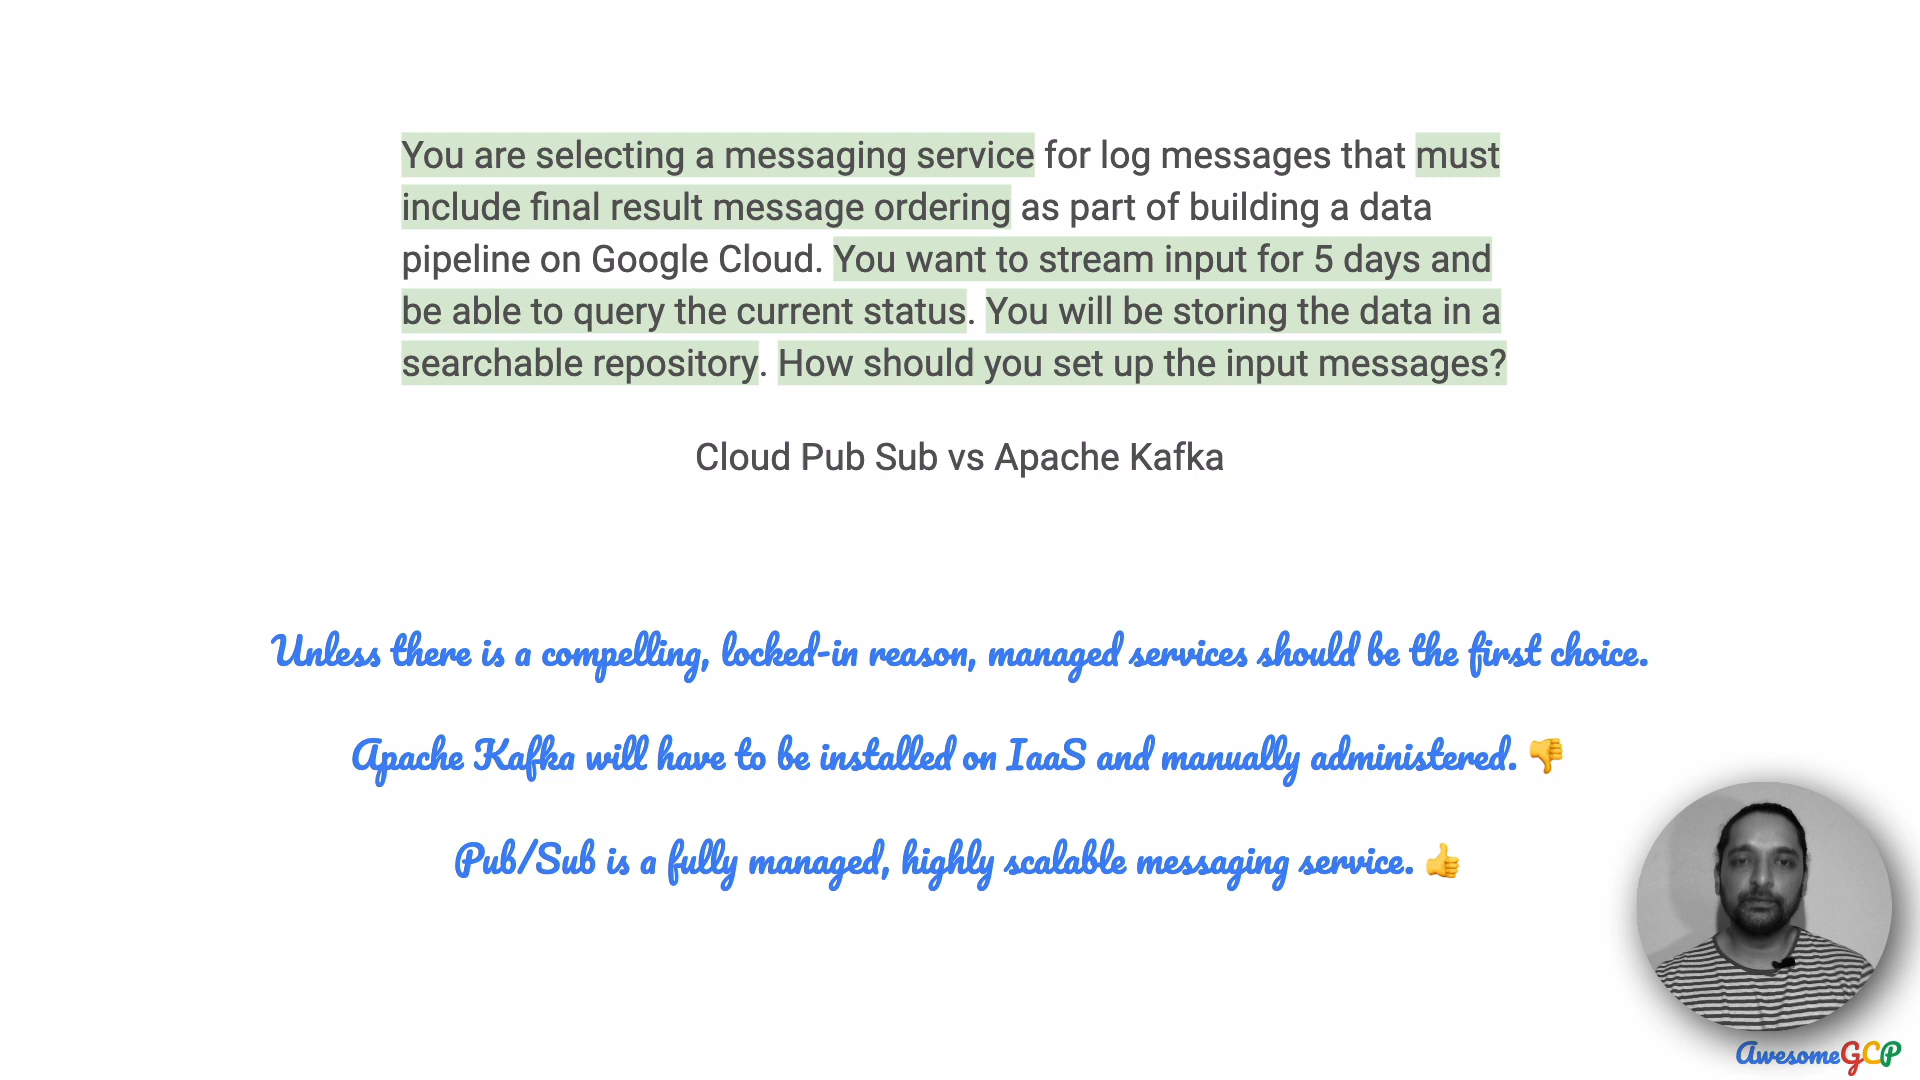 You are selecting a messaging service for log messages that must
include final result message ordering as part of building a data
pipeline on Google Cloud. You want to stream input for 5 days and
be able to query the current status. You will be storing the data in a
searchable repository. How should you set up the input messages?
Cloud Pub Sub vs Apache Kafka
Unless there is a compelling, locked-in reason, managed services should be the first choice.
Apache Kafka will have to be installed on IaaS and manually administered. 👎
Pub/Sub is a fully managed, highly scalable messaging service. 👍
AwesomeGCP